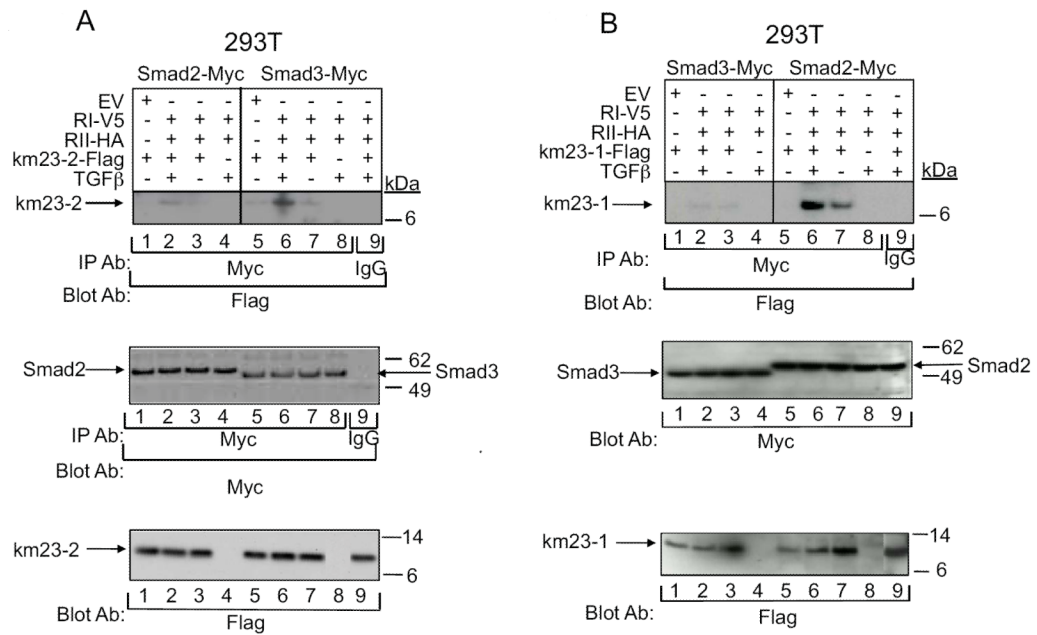 A
293T
Smad2-Myc Smad3-Myc
EV + - - - + - - - -
RI-V5 - + + + - + + + +
RII-HA - + + + - + + + +
km23-2-Flag + + + - + + + - +
TGFβ - + - + - + - + +
kDa
km23-2
6
1 2 3 4 5 6 7 8 9
IP Ab: Myc IgG
Blot Ab: Flag
Smad2
62
Smad3
49
1 2 3 4 5 6 7 8 9
IP Ab: Myc IgG
Blot Ab:
Myc
km23-2
14
6
1 2 3 4 5 6 7 8 9
Blot Ab: Flag
B
293T
Smad3-Myc Smad2-Myc
EV + - - - + - - - -
RI-V5 - + + + - + + + +
RII-HA - + + + - + + + +
km23-1-Flag + + + - + + + - +
TGFβ - + - + - + - + +
kDa
km23-1
6
1 2 3 4 5 6 7 8 9
IP Ab: Myc IgG
Blot Ab: Flag
Smad3
62
Smad2
49
1 2 3 4 5 6 7 8 9
Blot Ab: Myc
km23-1
14
6
1 2 3 4 5 6 7 8 9
Blot Ab: Flag